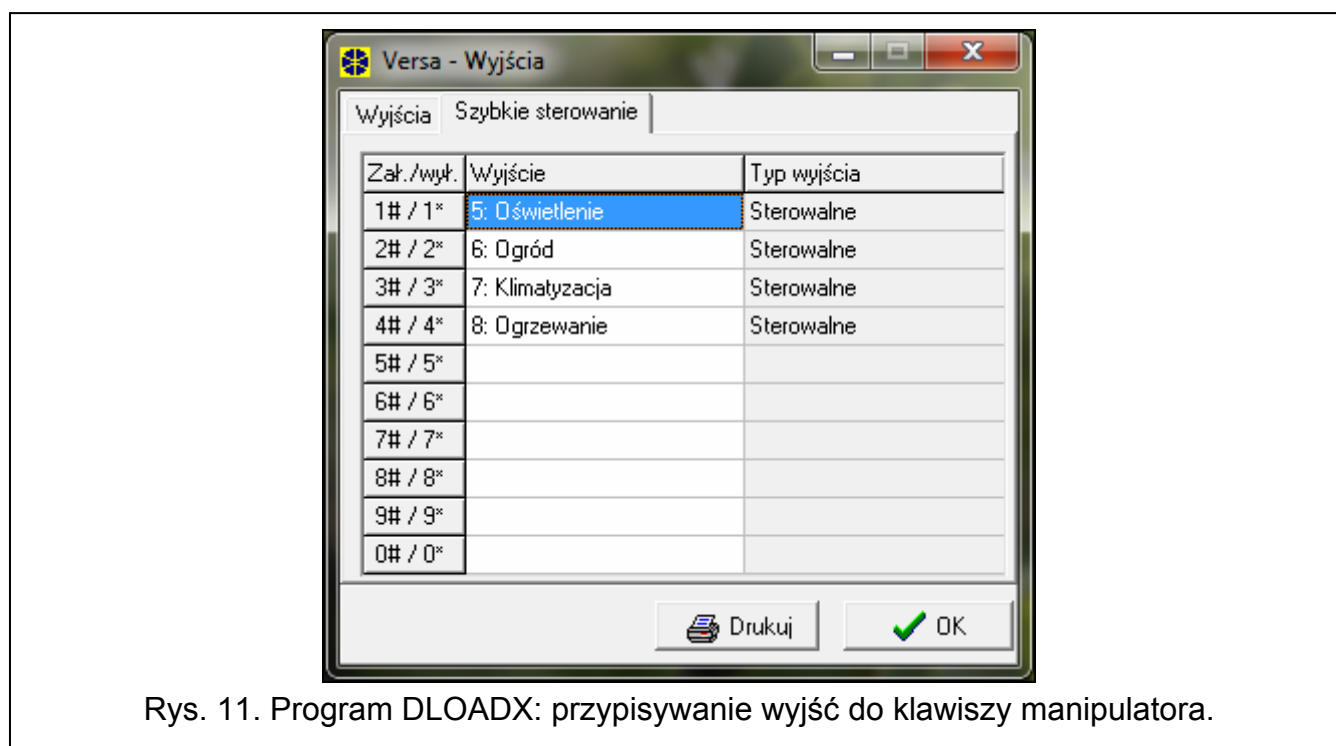 Versa - Wyjścia
Wyjścia Szybkie sterowanie
Zał./wył. Wyjście Typ wyjścia
1# / 1* 5: Oświetlenie Sterowalne
2# / 2* 6: Ogród Sterowalne
3# / 3* 7: Klimatyzacja Sterowalne
4# / 4* 8: Ogrzewanie Sterowalne
5# / 5*
6# / 6*
7# / 7*
8# / 8*
9# / 9*
0# / 0*
Drukuj OK
Rys. 11. Program DLOADX: przypisywanie wyjść do klawiszy manipulatora.